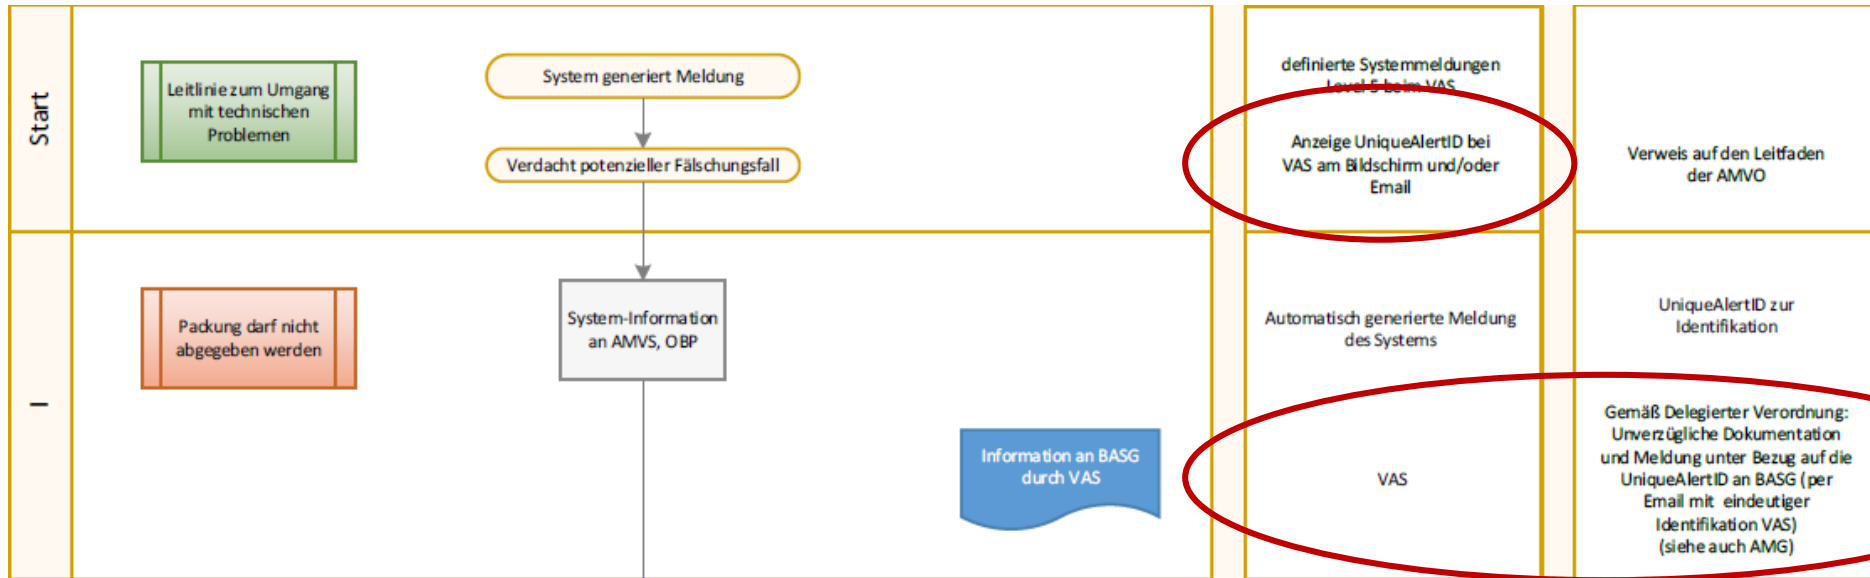 Start
Leitlinie zum Umgang
mit technischen
Problemen
System generiert Meldung
Verdacht potenzieller Fälschungsfall
definierte Systemmeldungen
Level 5 beim VAS
Anzeige UniqueAlertID bei
VAS am Bildschirm und/oder
Email
Verweis auf den Leitfaden
der AMVO
I
Packung darf nicht
abgegeben werden
System-Information
an AMVS, OBP
Automatisch generierte Meldung
des Systems
UniqueAlertID zur
Identifikation
Information an BASG
durch VAS
VAS
Gemäß Delegierter Verordnung:
Unverzügliche Dokumentation
und Meldung unter Bezug auf die
UniqueAlertID an BASG (per
Email mit eindeutiger
Identifikation VAS)
(siehe auch AMG)